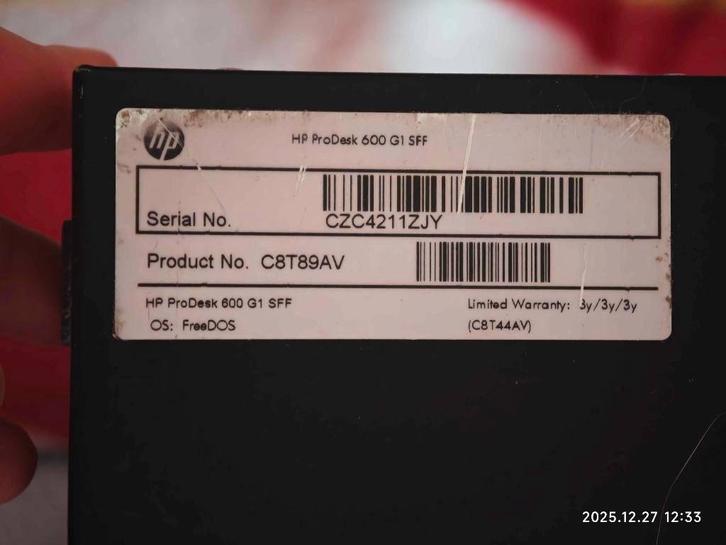 hp
HP ProDesk 600 G1 SFF
Serial No. CZC4211ZJY
Product No. C8T89AV
HP ProDesk 600 G1 SFF
Limited Warranty: 3y/3y/3y
OS: FreeDOS
(C8T44AV)
2025.12.27 12:33